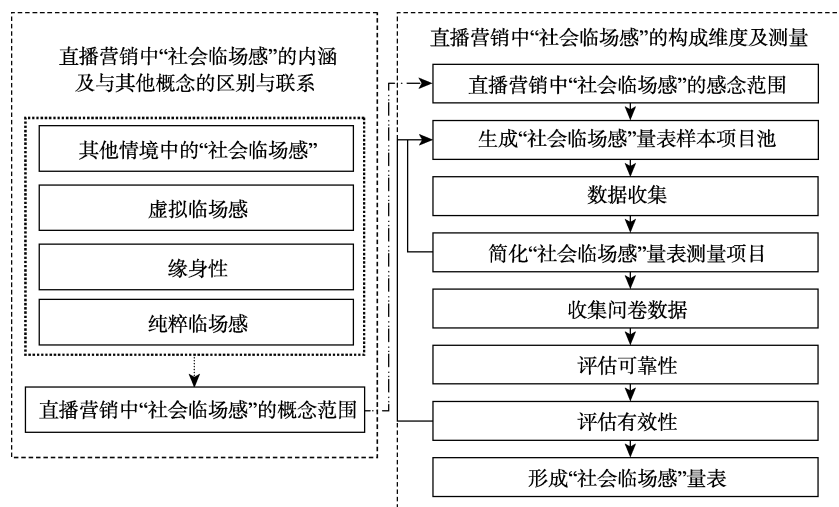 直播营销中“社会临场感”的内涵
及与其他概念的区别与联系
其他情境中的“社会临场感”
虚拟临场感
缘身性
纯粹临场感
直播营销中“社会临场感”的概念范围
直播营销中“社会临场感”的构成维度及测量
直播营销中“社会临场感”的感念范围
生成“社会临场感”量表样本项目池
数据收集
简化“社会临场感”量表测量项目
收集问卷数据
评估可靠性
评估有效性
形成“社会临场感”量表